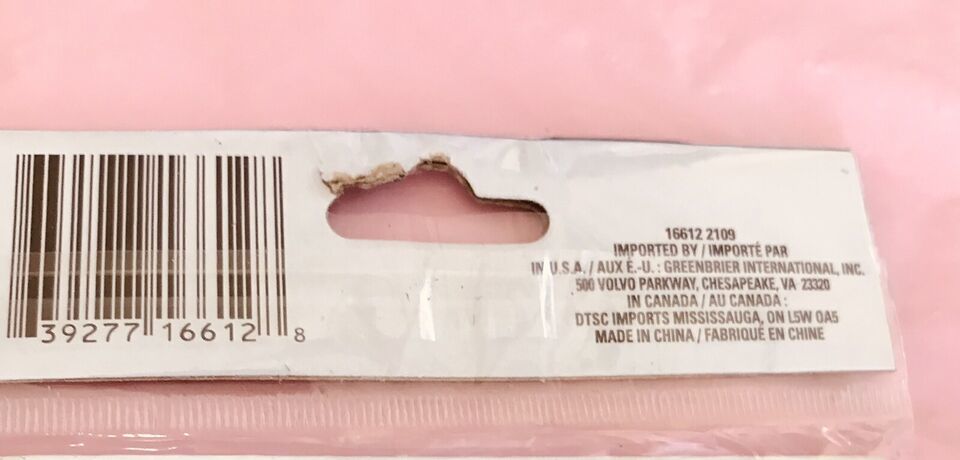 39277 16612 8
16612 2109
IMPORTED BY / IMPORTÉ PAR
IN U.S.A. / AUX É.-U. : GREENBRIER INTERNATIONAL, INC.
500 VOLVO PARKWAY, CHESAPEAKE, VA 23320
IN CANADA / AU CANADA :
DTSC IMPORTS MISSISSAUGA, ON L5W 0A5
MADE IN CHINA / FABRIQUÉ EN CHINE